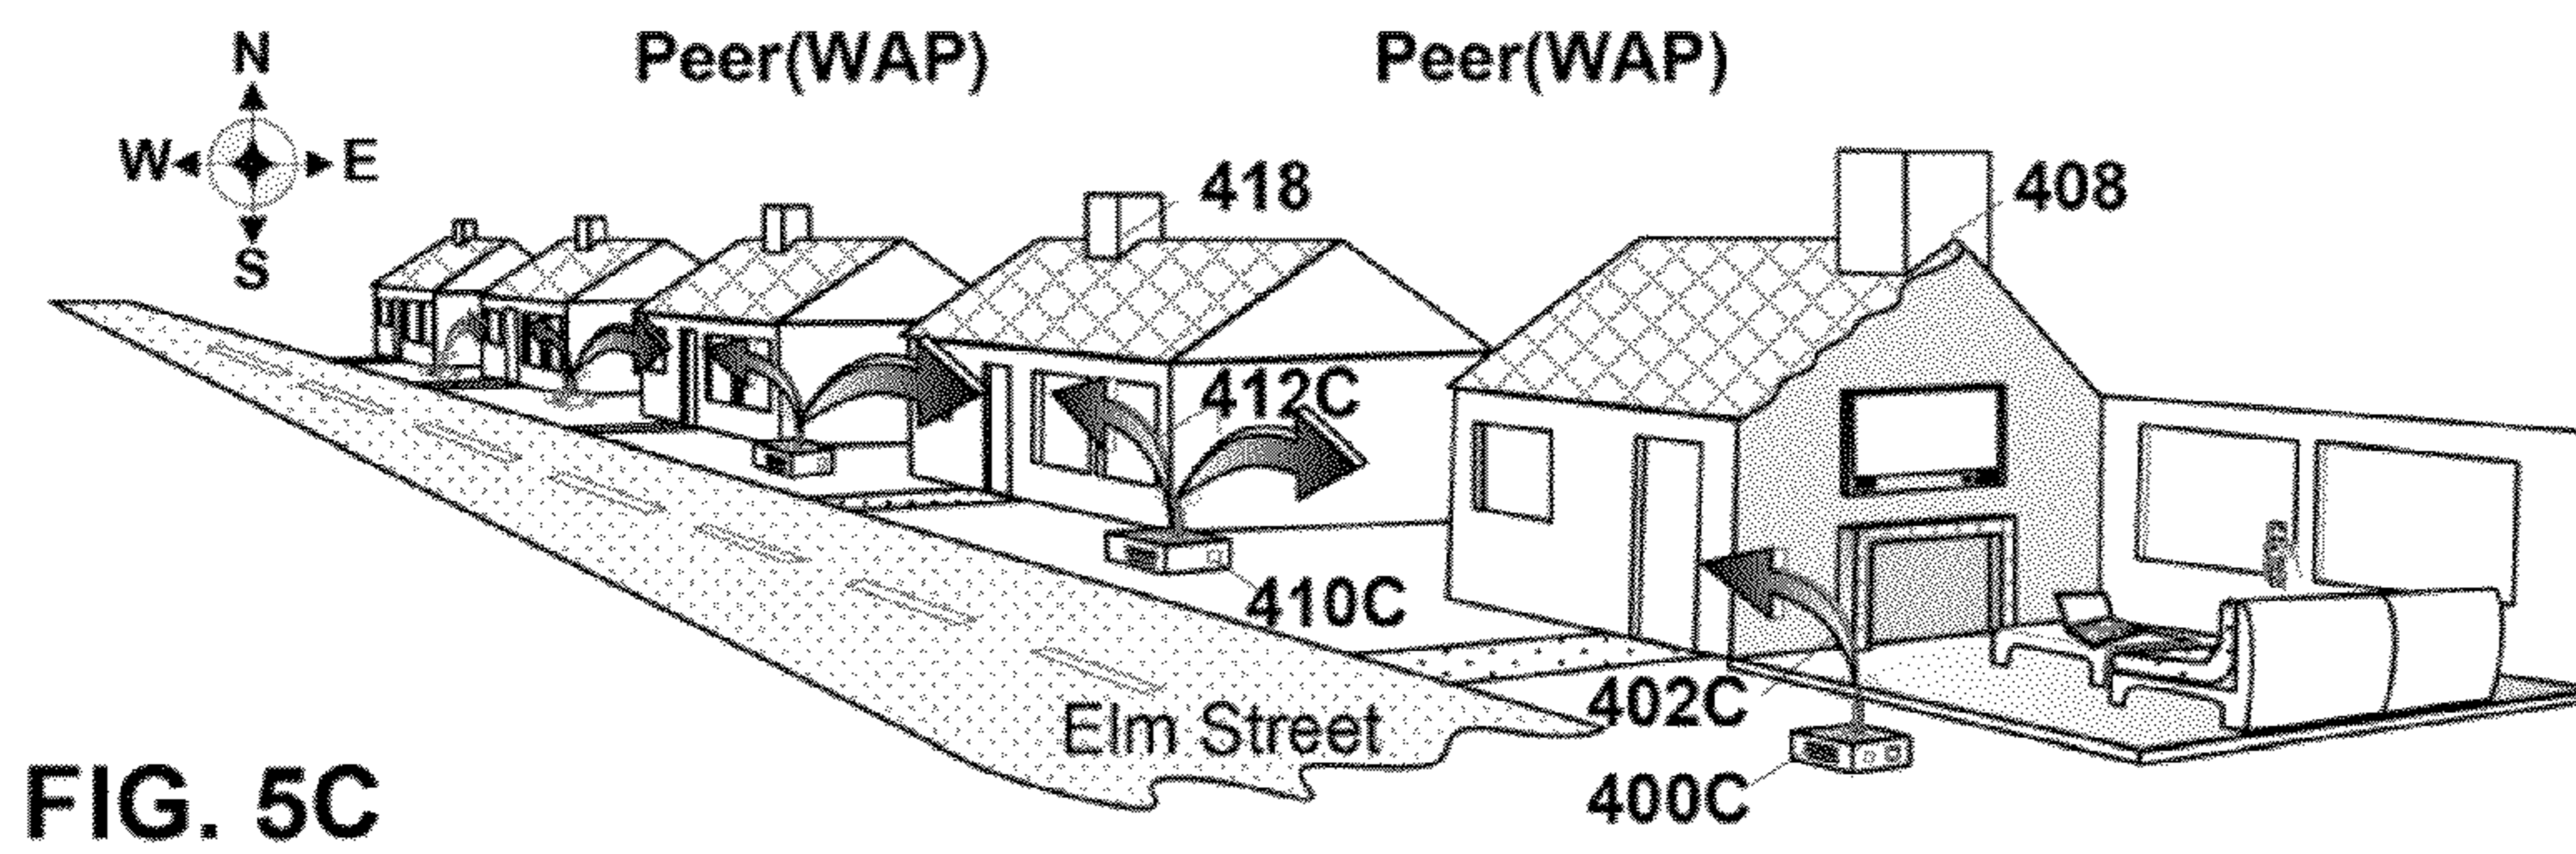 N
Peer(WAP)
Peer(WAP)
W E
S
418
408
412C
410C
402C
Elm Street
400C
FIG. 5C